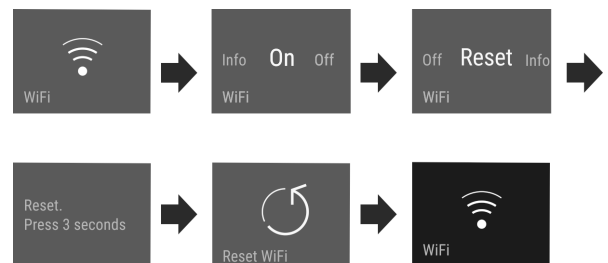 WiFi
Info On Off
WiFi
Off Reset Info
WiFi
Reset.
Press 3 seconds
Reset WiFi
WiFi